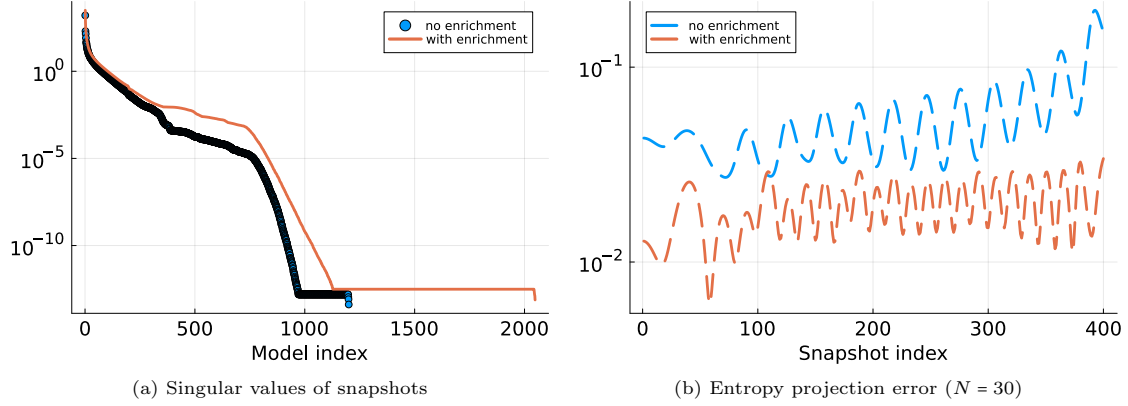 no enrichment
with enrichment
10^0
10^-5
10^-10
0
500
1000
1500
2000
Model index
(a) Singular values of snapshots
no enrichment
with enrichment
10^-1
10^-2
0
100
200
300
400
Snapshot index
(b) Entropy projection error (N = 30)